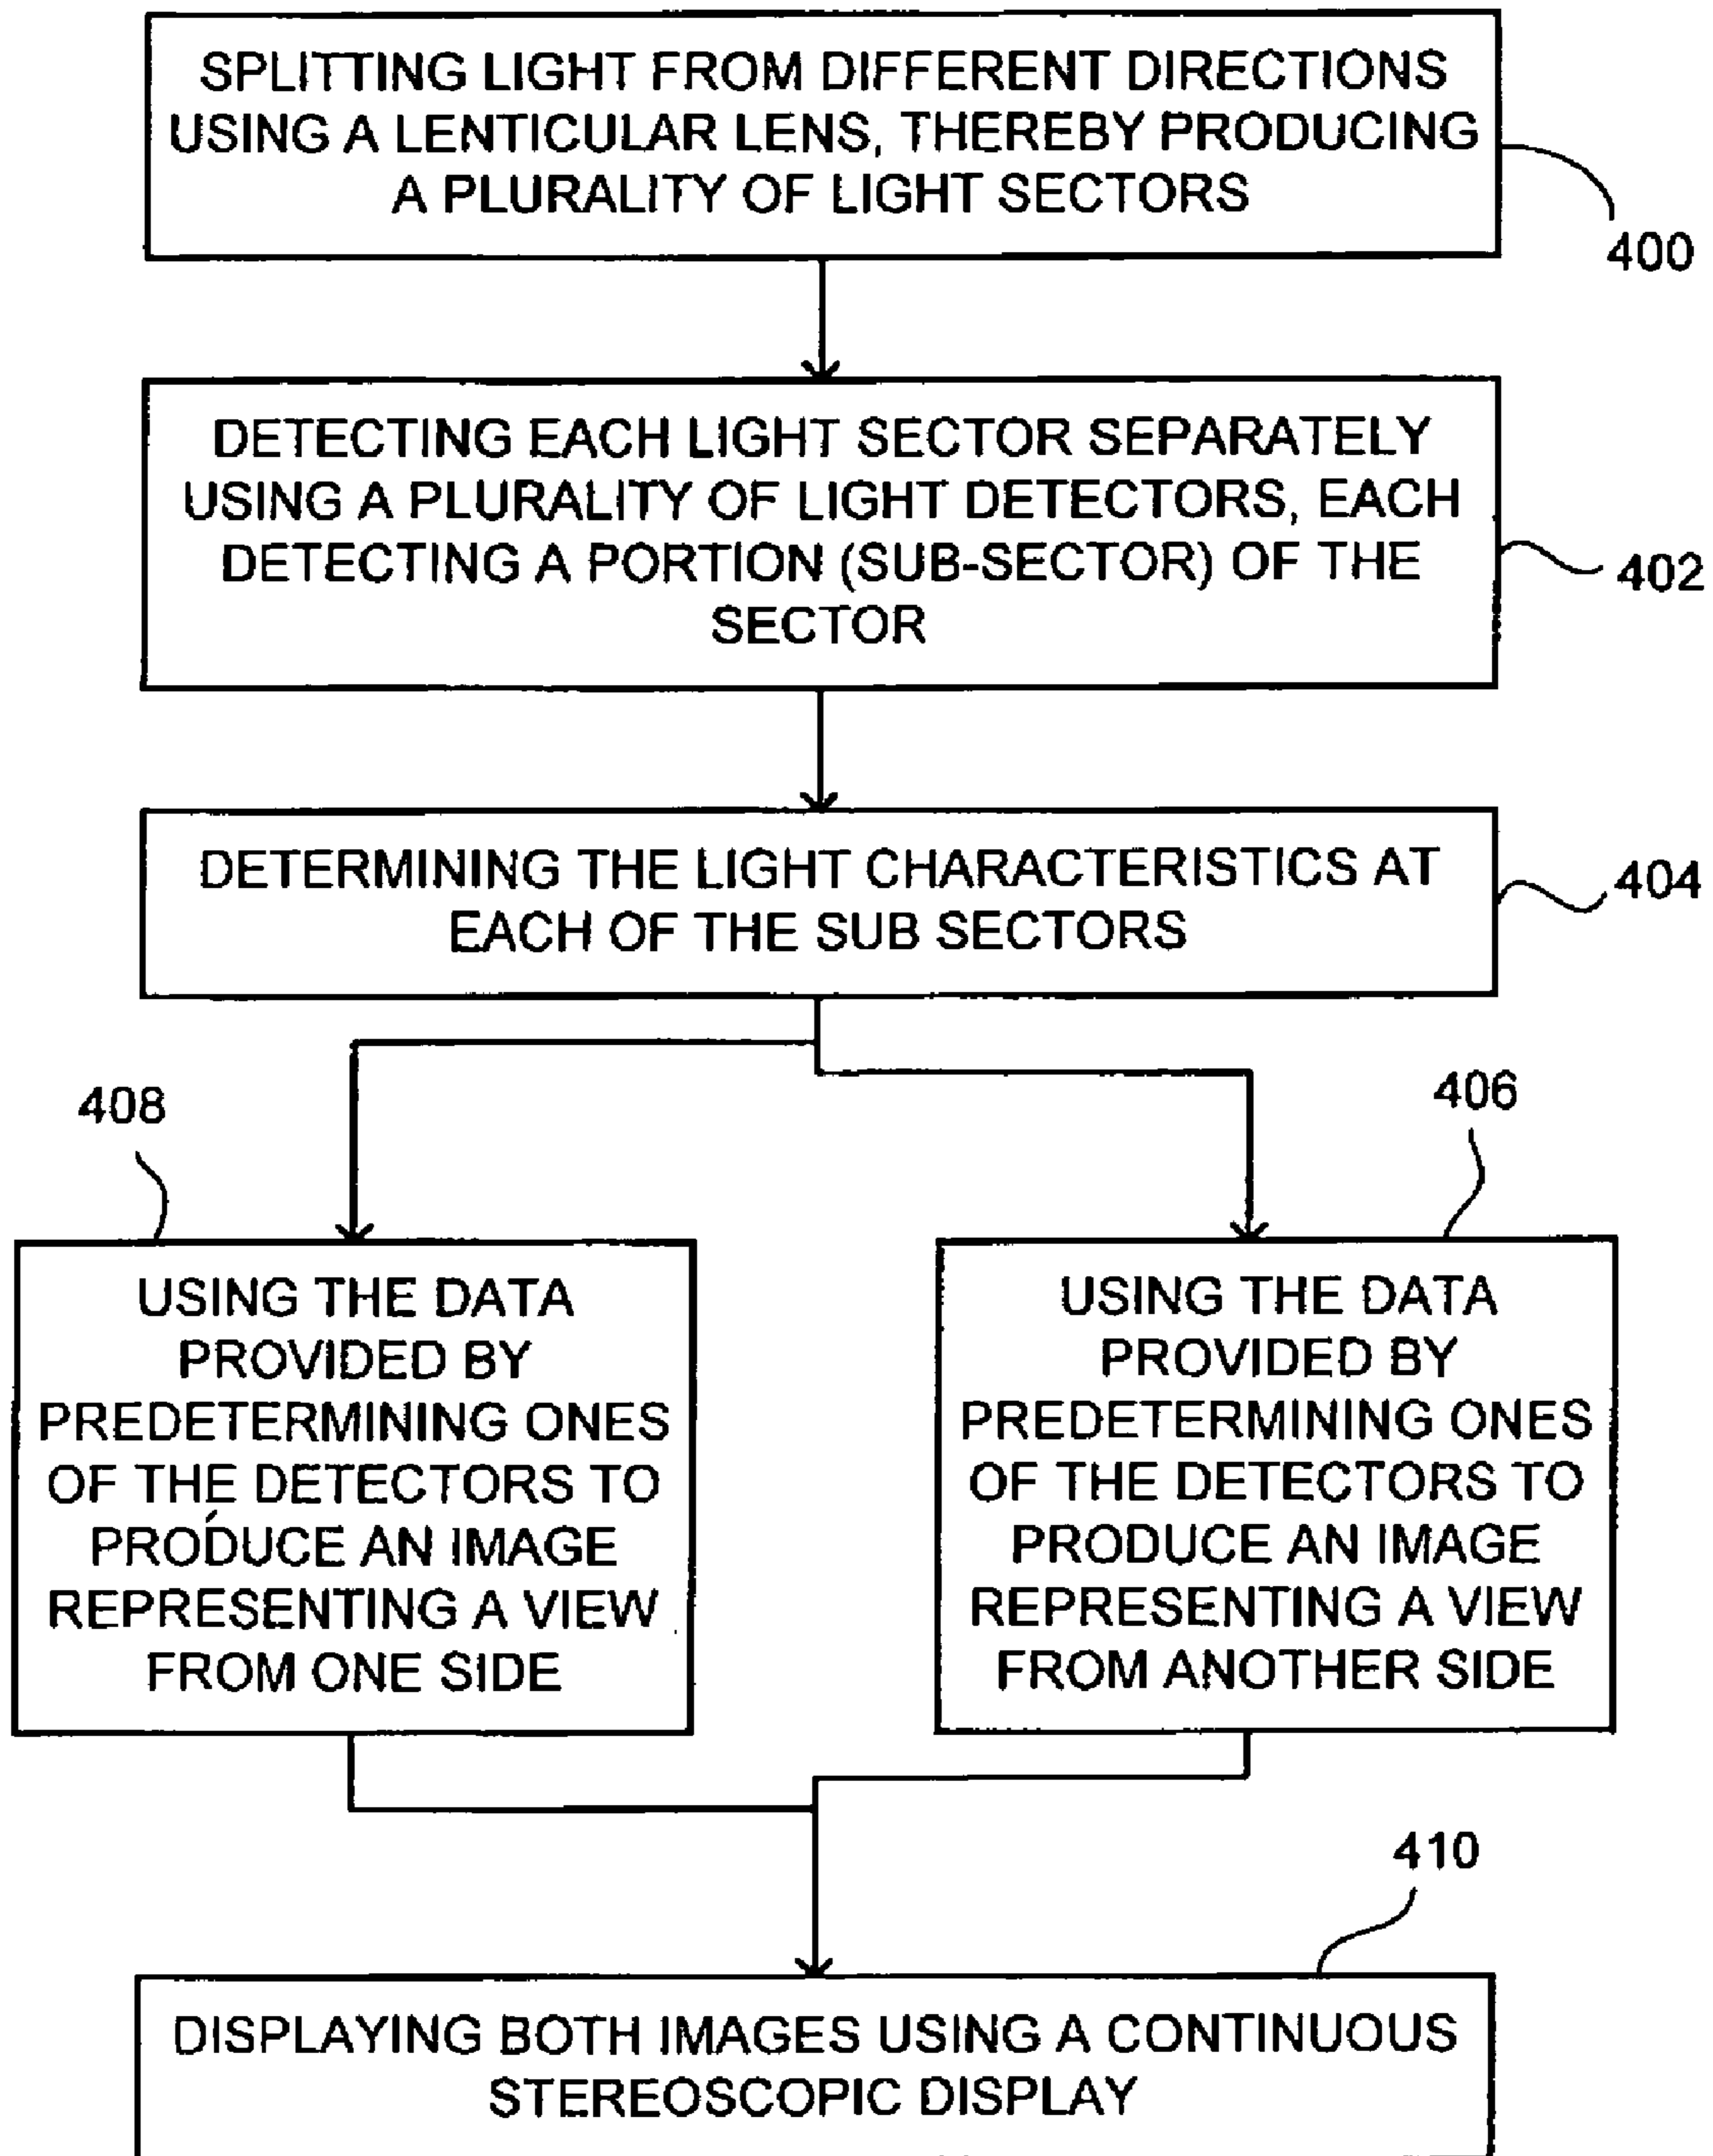 SPLITTING LIGHT FROM DIFFERENT DIRECTIONS
USING A LENTICULAR LENS, THEREBY PRODUCING
A PLURALITY OF LIGHT SECTORS
400
DETECTING EACH LIGHT SECTOR SEPARATELY
USING A PLURALITY OF LIGHT DETECTORS, EACH
DETECTING A PORTION (SUB-SECTOR) OF THE
SECTOR
402
DETERMINING THE LIGHT CHARACTERISTICS AT
EACH OF THE SUB SECTORS
404
408
USING THE DATA
PROVIDED BY
PREDETERMINING ONES
OF THE DETECTORS TO
PRODUCE AN IMAGE
REPRESENTING A VIEW
FROM ONE SIDE
406
USING THE DATA
PROVIDED BY
PREDETERMINING ONES
OF THE DETECTORS TO
PRODUCE AN IMAGE
REPRESENTING A VIEW
FROM ANOTHER SIDE
410
DISPLAYING BOTH IMAGES USING A CONTINUOUS
STEREOSCOPIC DISPLAY